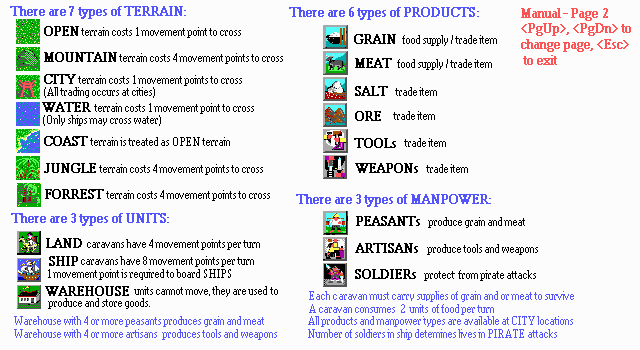 There are 7 types of TERRAIN:
OPEN terrain costs 1 movement point to cross
MOUNTAIN terrain costs 4 movement points to cross
CITY terrain costs 1 movement point to cross
(All trading occurs at cities)
WATER terrain costs 1 movement point to cross
(Only ships may cross water)
COAST terrain is treated as OPEN terrain
JUNGLE terrain costs 4 movement points to cross
FORREST terrain costs 4 movement points to cross
There are 3 types of UNITS:
LAND caravans have 4 movement points per turn
SHIP caravans have 8 movement points per turn
1 movement point is required to board SHIPS
WAREHOUSE units cannot move, they are used to
produce and store goods.
Warehouse with 4 or more peasants produces grain and meat
Warehouse with 4 or more artisans produces tools and weapons
There are 6 types of PRODUCTS:
GRAIN food supply / trade item
MEAT food supply / trade item
SALT trade item
ORE trade item
TOOLs trade item
WEAPONs trade item
There are 3 types of MANPOWER:
PEASANTs produce grain and meat
ARTISANs produce tools and weapons
SOLDIERs protect from pirate attacks
Each caravan must carry supplies of grain and or meat to survive
A caravan consumes 2 units of food per turn
All products and manpower types are available at CITY locations
Number of soldiers in ship determines lives in PIRATE attacks
Manual - Page 2
<PgUp>, <PgDn> to
change page, <Esc>
to exit